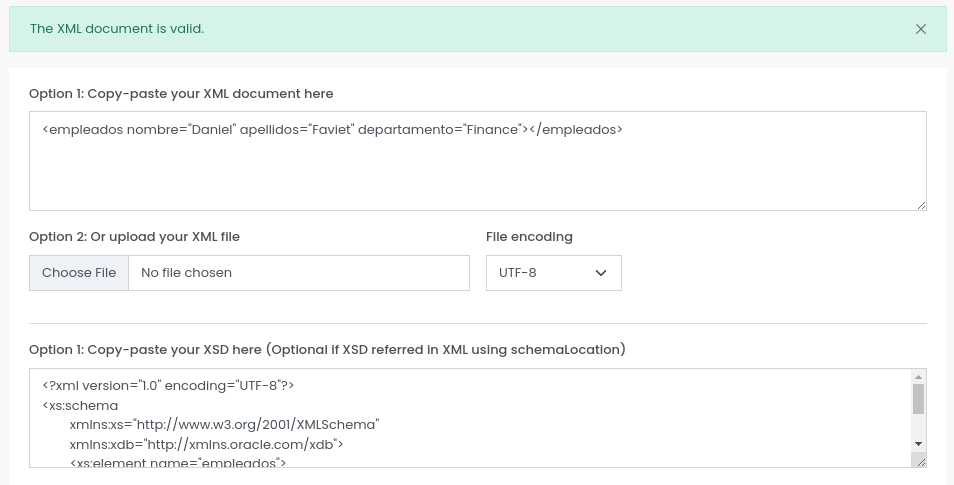 The XML document is valid.
Option 1: Copy-paste your XML document here
<empleados nombre="Daniel" apellidos="Faviet" departamento="Finance"></empleados>
Option 2: Or upload your XML file
File encoding
Choose File No file chosen
UTF-8
Option 1: Copy-paste your XSD here (Optional if XSD referred in XML using schemaLocation)
<?xml version="1.0" encoding="UTF-8"?>
<xs:schema
xmlns:xs="http://www.w3.org/2001/XMLSchema"
xmlns:xdb="http://xmlns.oracle.com/xdb">
<xs:element name="empleados">